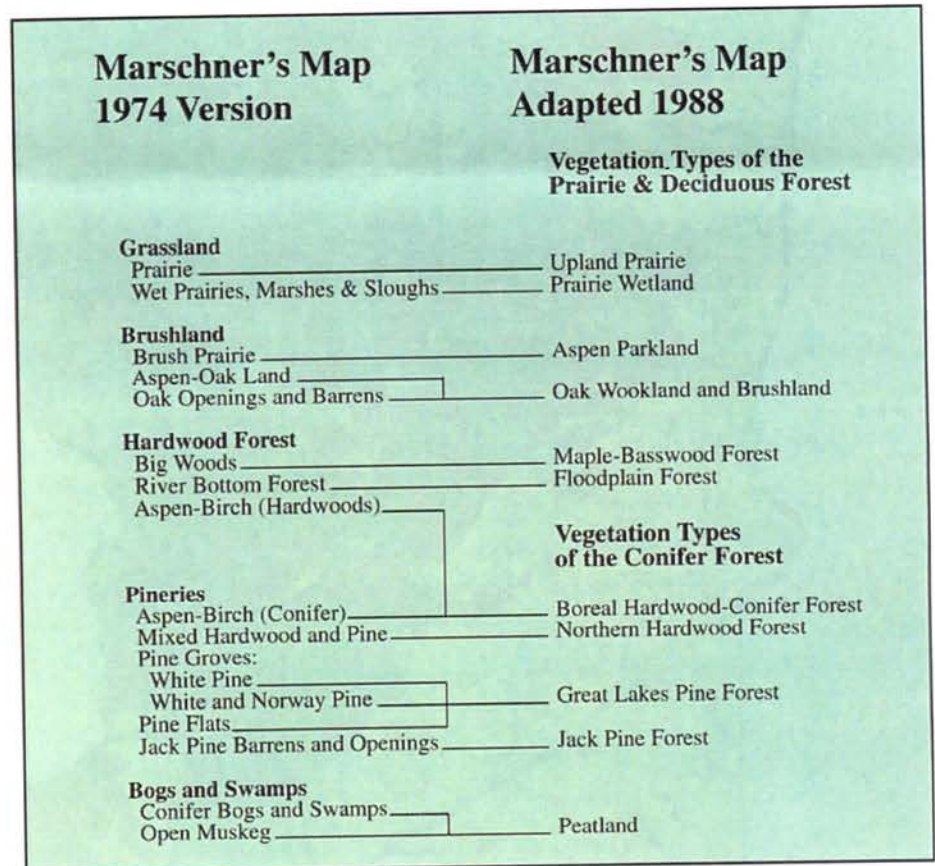 Marschner's Map
1974 Version
Marschner's Map
Adapted 1988
Vegetation Types of the
Prairie & Deciduous Forest
Grassland
Prairie Upland Prairie
Wet Prairies, Marshes & Sloughs Prairie Wetland
Brushland
Brush Prairie Aspen Parkland
Aspen-Oak Land
Oak Openings and Barrens Oak Wookland and Brushland
Hardwood Forest
Big Woods Maple-Basswood Forest
River Bottom Forest Floodplain Forest
Aspen-Birch (Hardwoods)
Vegetation Types
of the Conifer Forest
Pineries
Aspen-Birch (Conifer) Boreal Hardwood-Conifer Forest
Mixed Hardwood and Pine Northern Hardwood Forest
Pine Groves:
White Pine
White and Norway Pine Great Lakes Pine Forest
Pine Flats
Jack Pine Barrens and Openings Jack Pine Forest
Bogs and Swamps
Conifer Bogs and Swamps
Open Muskeg Peatland